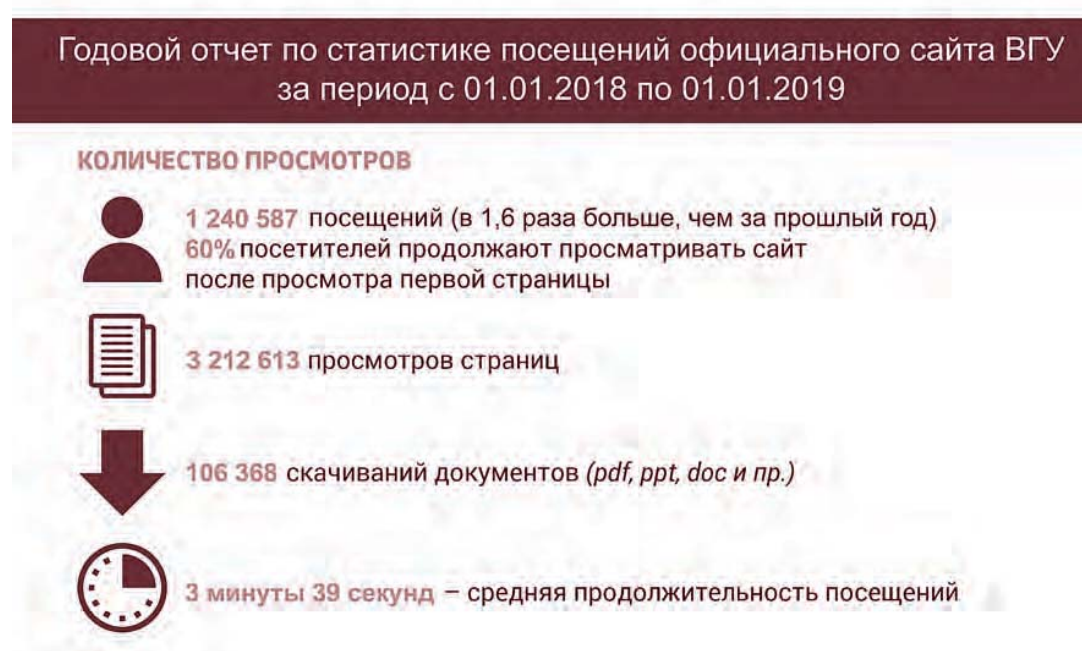 Годовой отчет по статистике посещений официального сайта ВГУ
за период с 01.01.2018 по 01.01.2019
КОЛИЧЕСТВО ПРОСМОТРОВ
1 240 587 посещений (в 1,6 раза больше, чем за прошлый год)
60% посетителей продолжают просматривать сайт
после просмотра первой страницы
3 212 613 просмотров страниц
106 368 скачиваний документов (pdf, ppt, doc и пр.)
3 минуты 39 секунд – средняя продолжительность посещений